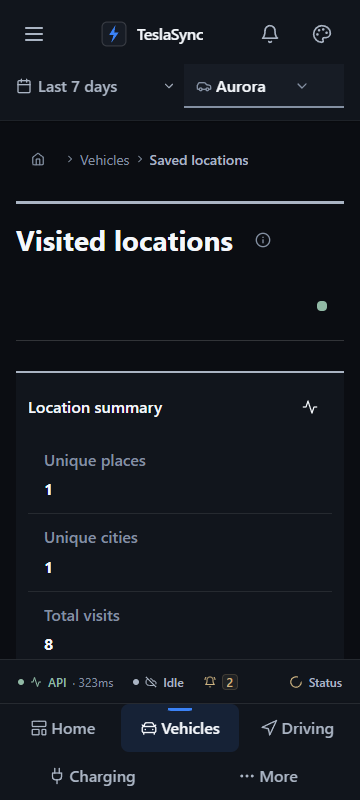 TeslaSync
Last 7 days
Aurora
Vehicles
Saved locations
Visited locations
Location summary
Unique places
1
Unique cities
1
Total visits
8
API · 323ms
Idle
2
Status
Home
Vehicles
Driving
Charging
More